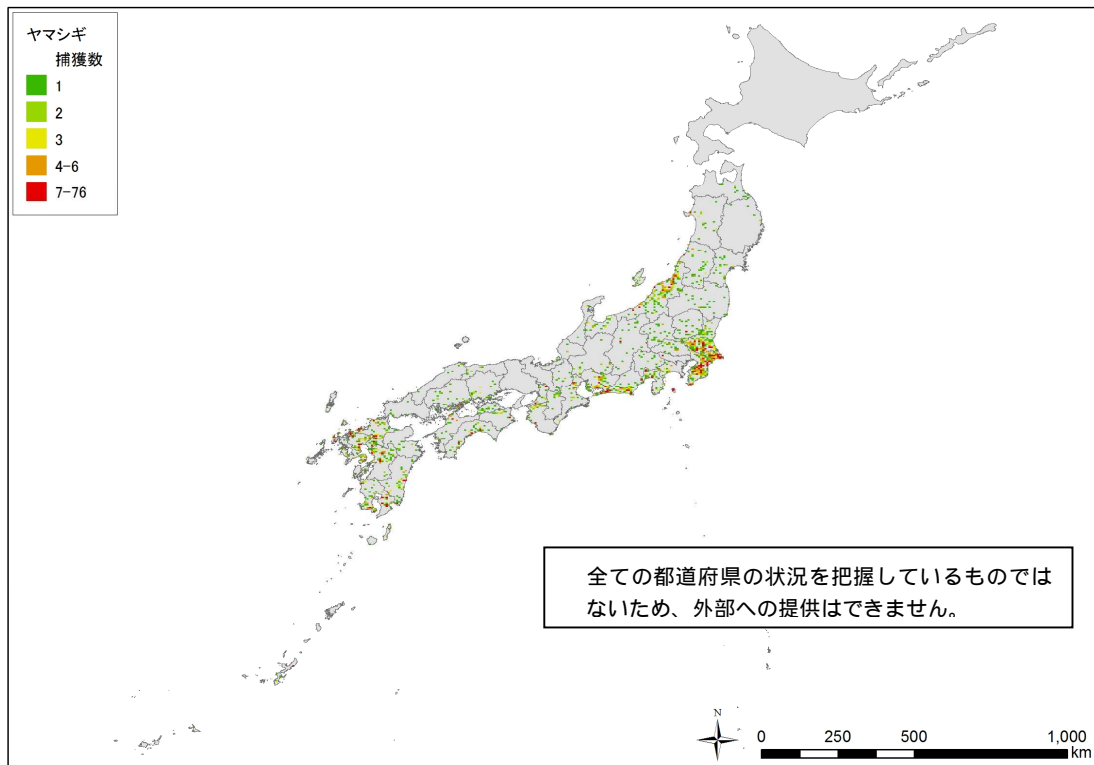 ヤマシギ
捕獲数
1
2
3
4-6
7-76
全ての都道府県の状況を把握しているものでは
ないため、外部への提供はできません。
N
0 250 500 1,000
km